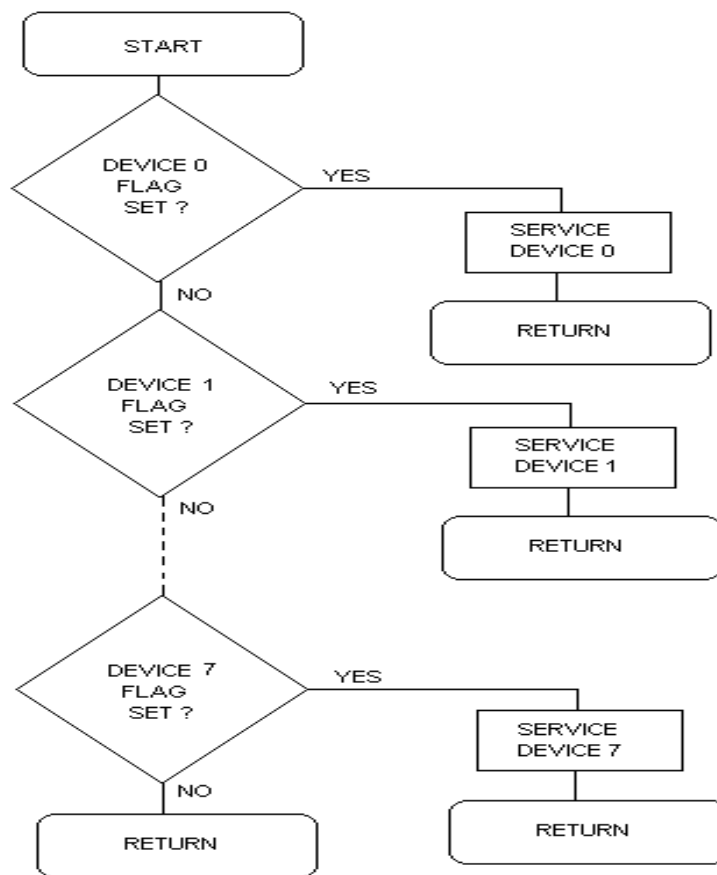 START
DEVICE 0
FLAG
SET ?
YES
SERVICE
DEVICE 0
RETURN
NO
DEVICE 1
FLAG
SET ?
YES
SERVICE
DEVICE 1
RETURN
NO
DEVICE 7
FLAG
SET ?
YES
SERVICE
DEVICE 7
RETURN
NO
RETURN